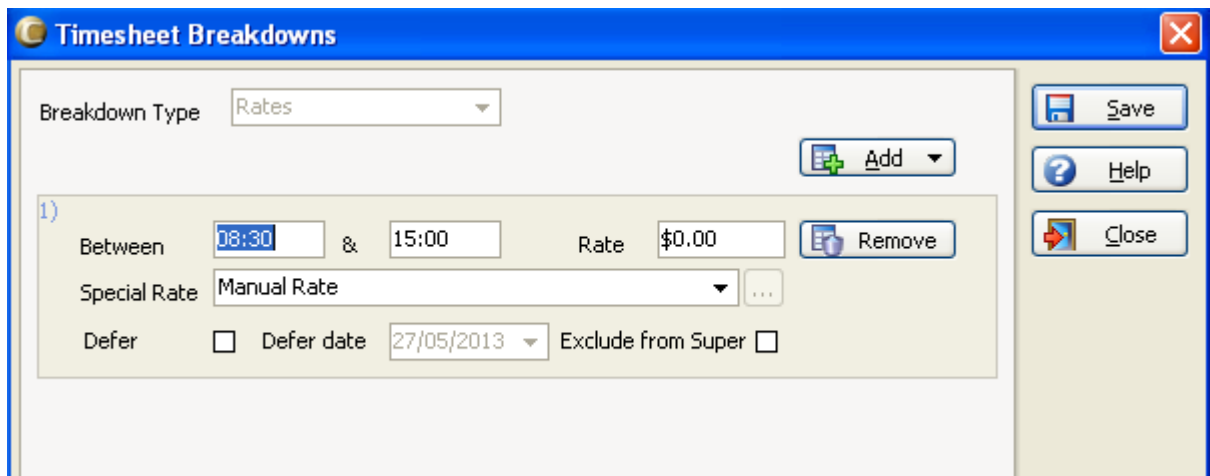 Timesheet Breakdowns
Breakdown Type Rates
Save
Add
Help
1)
Between 08:30 & 15:00 Rate $0.00 Remove
Close
Special Rate Manual Rate ...
Defer Defer date 27/05/2013 Exclude from Super